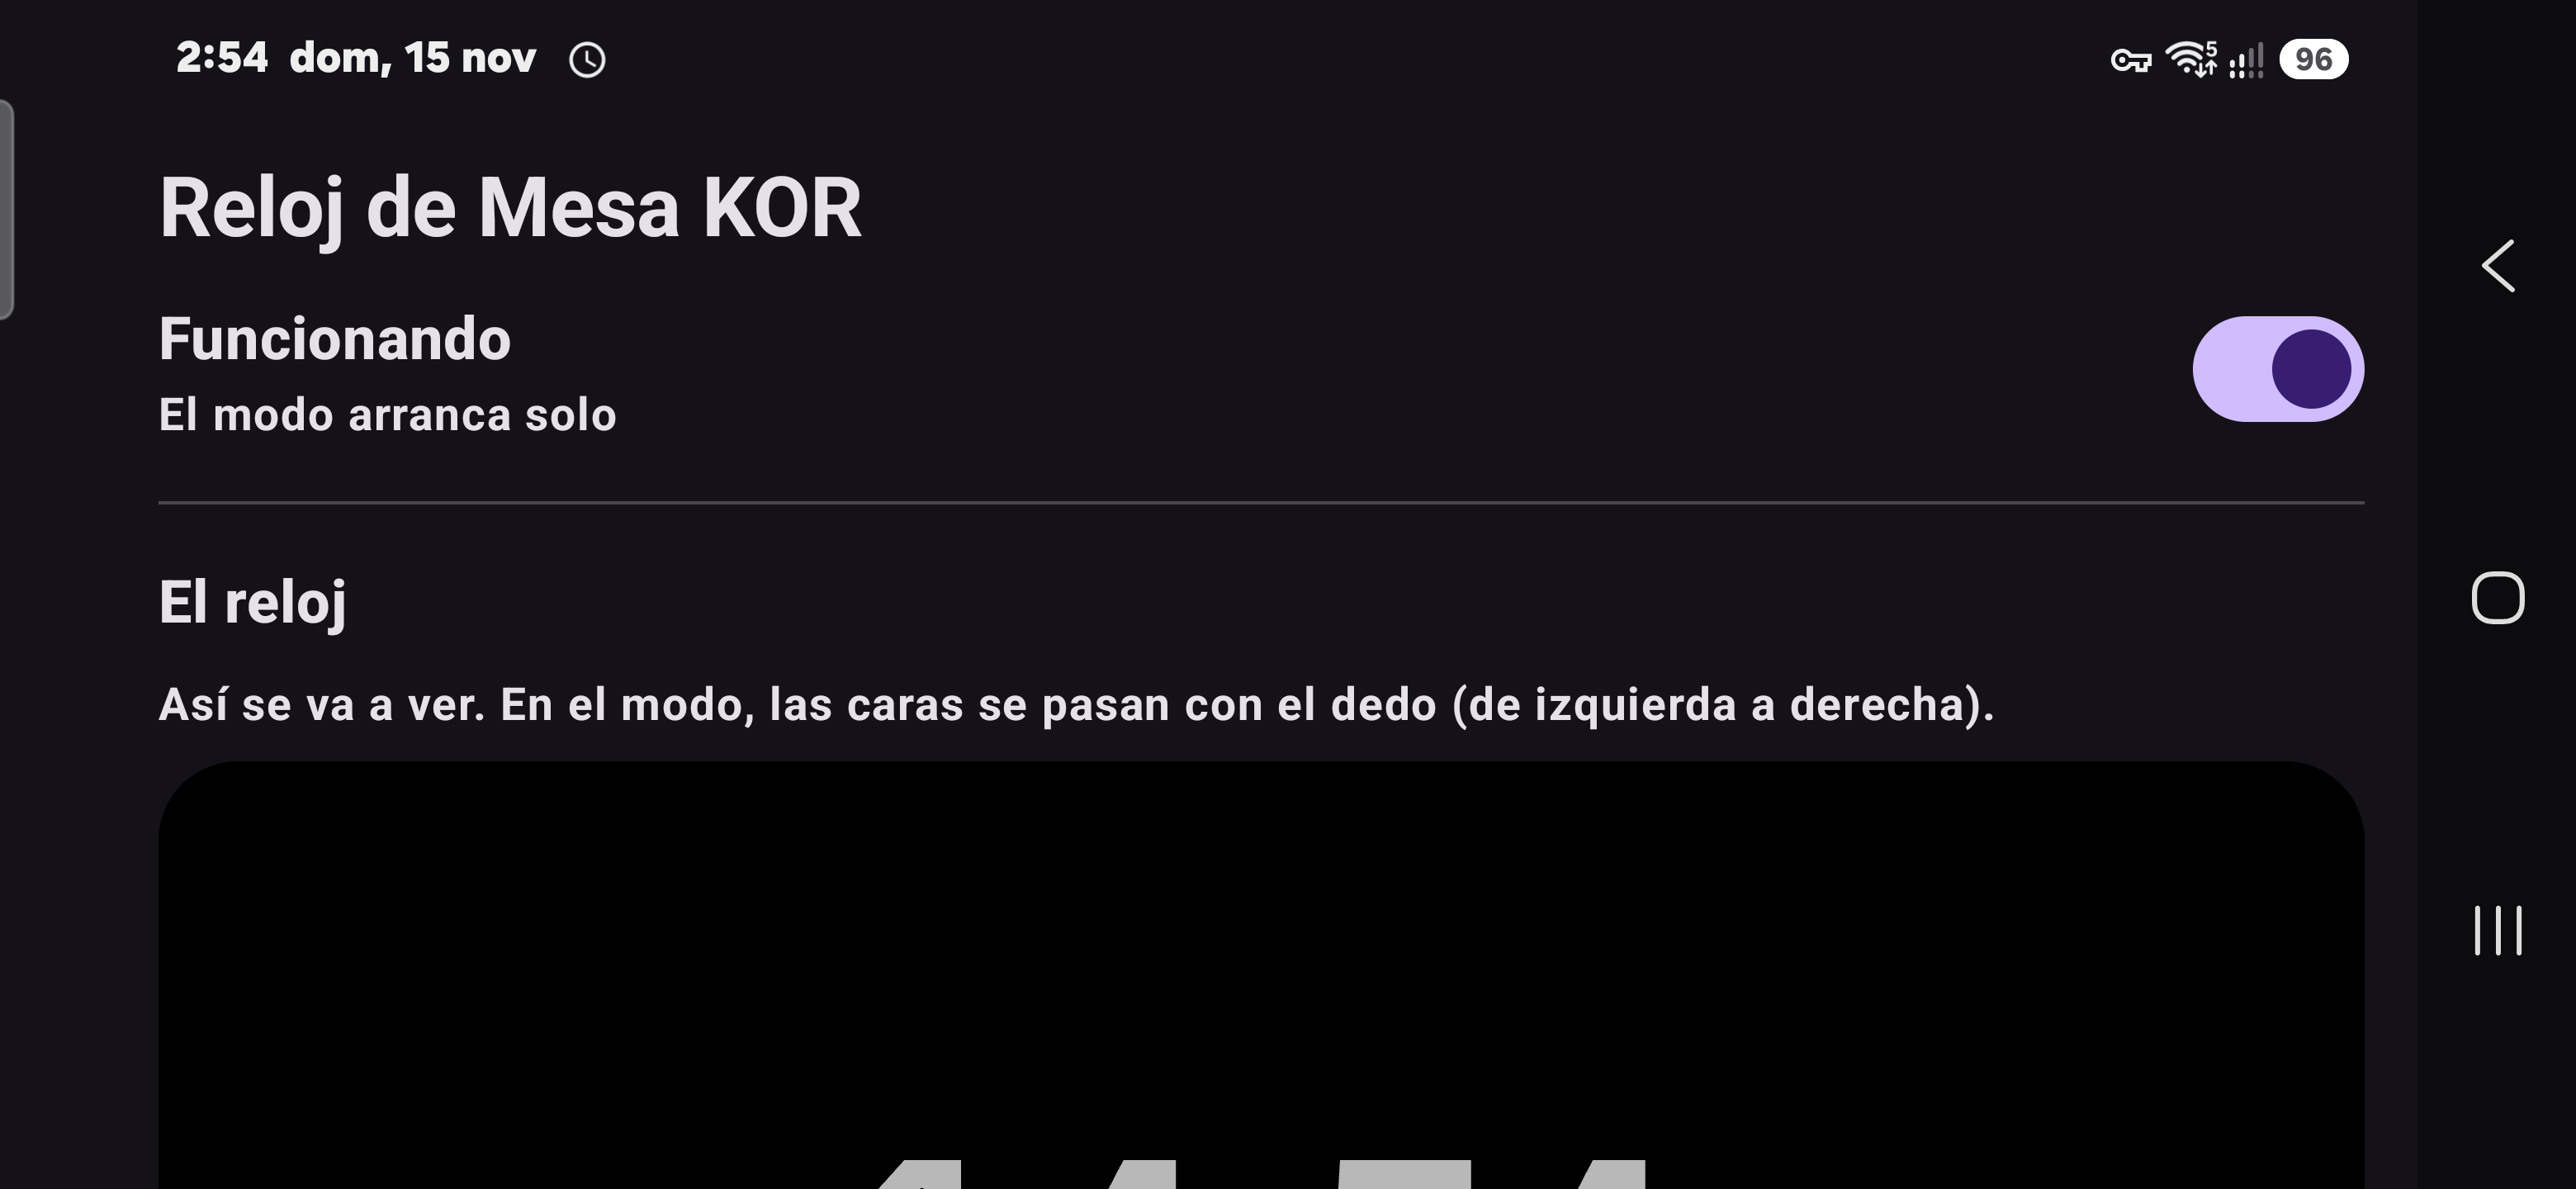 2:54 dom, 15 nov
5
96
Reloj de Mesa KOR
Funcionando
El modo arranca solo
El reloj
Así se va a ver. En el modo, las caras se pasan con el dedo (de izquierda a derecha).